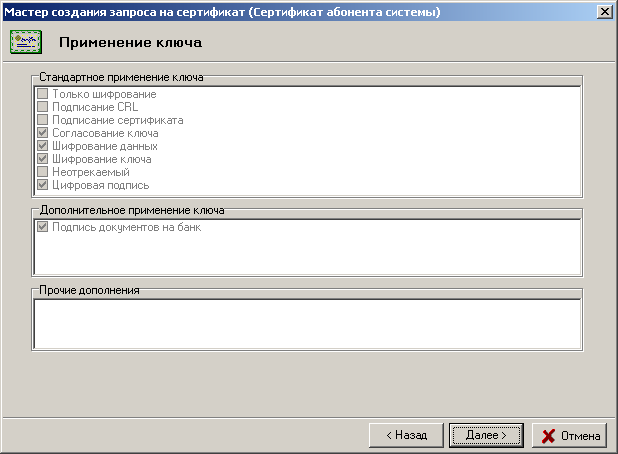 Мастер создания запроса на сертификат (Сертификат абонента системы)
Применение ключа
Стандартное применение ключа
Только шифрование
Подписание CRL
Подписание сертификата
Согласование ключа
Шифрование данных
Шифрование ключа
Неотрекаемый
Цифровая подпись
Дополнительное применение ключа
Подпись документов на банк
Прочие дополнения
< Назад
Далее >
Отмена